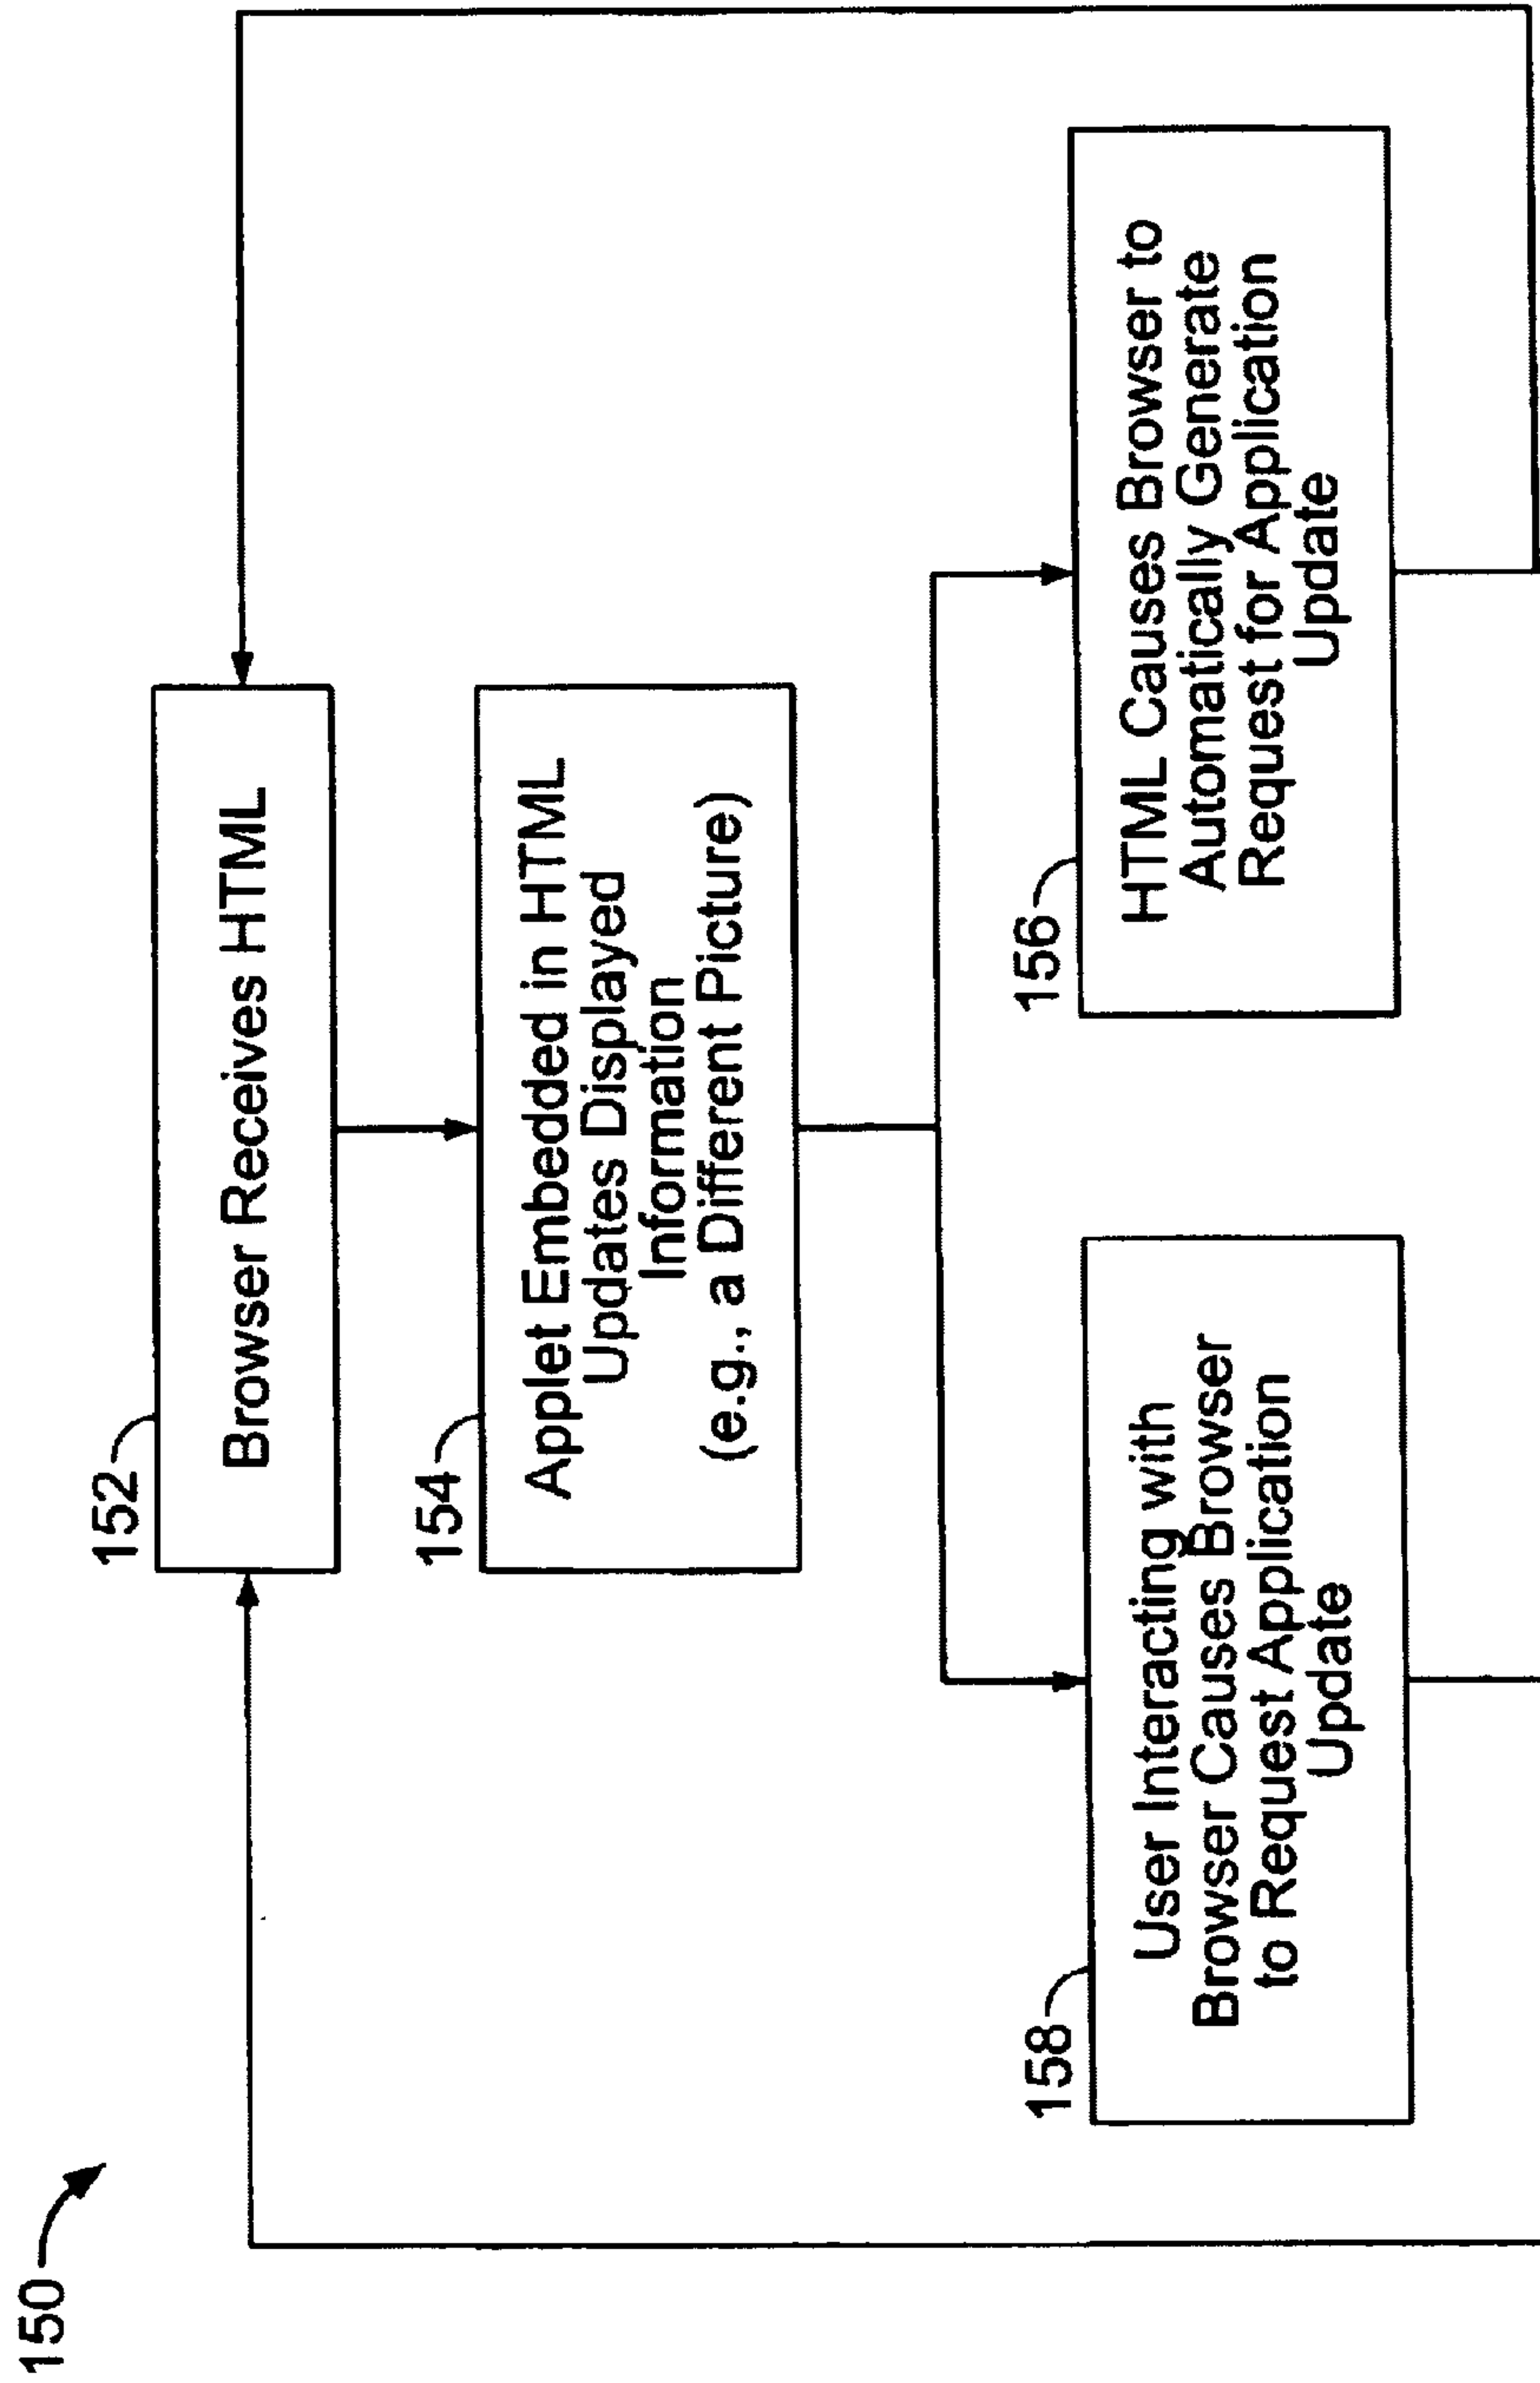 150
152
Browser Receives HTML
154
Applet Embedded in HTML
Updates Displayed
Information
(e.g., a Different Picture)
158
User Interacting with
Browser Causes Browser
to Request Application
Update
156
HTML Causes Browser to
Automatically Generate
Request for Application
Update